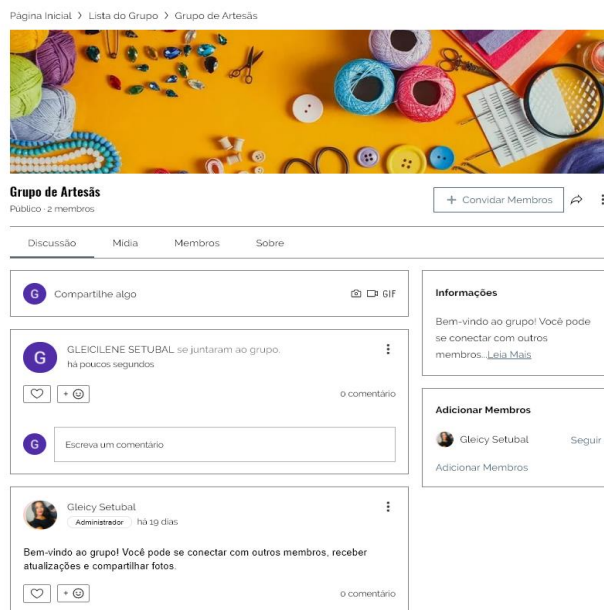 Página Inicial > Lista do Grupo > Grupo de Artesãs
Grupo de Artesãs
Público · 2 membros
+ Convidar Membros
Discussão Mídia Membros Sobre
G Compartilhe algo GIF
G GLEICILENE SETUBAL se juntaram ao grupo.
há poucos segundos
+ 0 comentário
G Escreva um comentário
Gleicy Setubal
Administrador há 19 dias
Bem-vindo ao grupo! Você pode se conectar com outros membros, receber
atualizações e compartilhar fotos.
+ 0 comentário
Informações
Bem-vindo ao grupo! Você pode
se conectar com outros
membros...Leia Mais
Adicionar Membros
Gleicy Setubal Seguir
Adicionar Membros